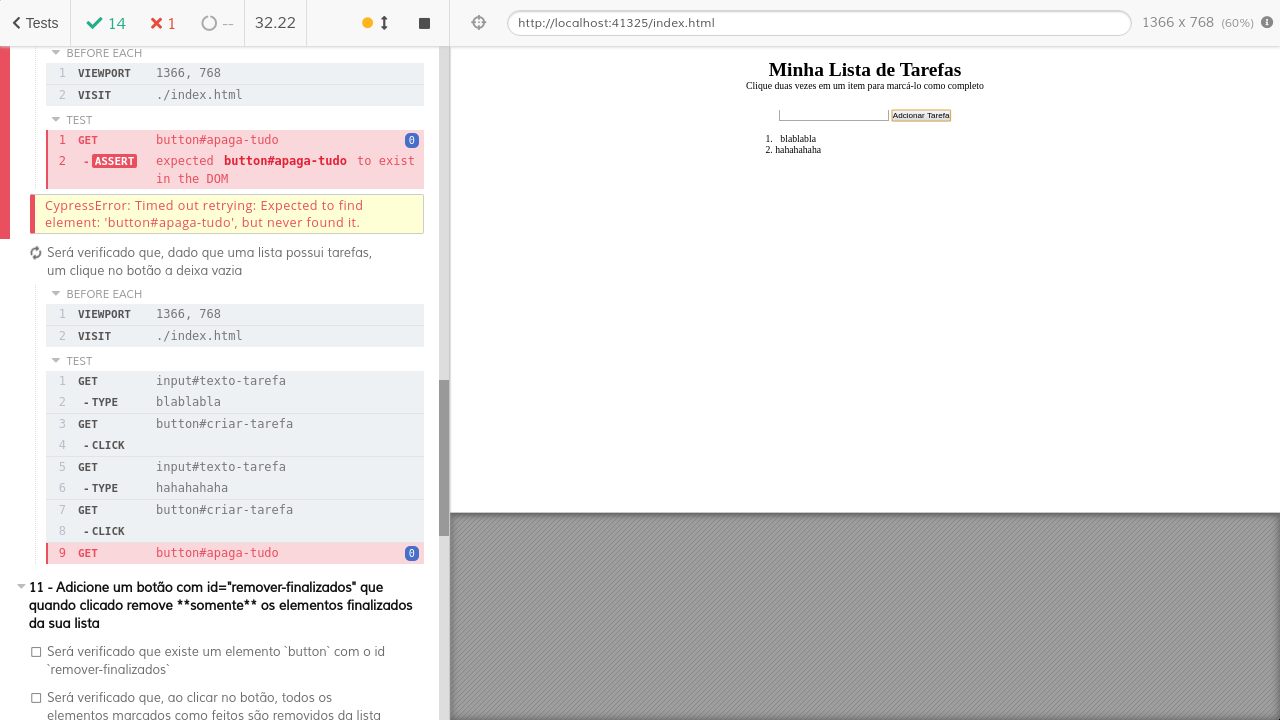 Tests 14 1 -- 32.22
http://localhost:41325/index.html 1366 x 768 (60%)
BEFORE EACH
1 VIEWPORT 1366, 768
2 VISIT ./index.html
TEST
1 GET button#apaga-tudo 0
2 -ASSERT expected button#apaga-tudo to exist
in the DOM
CypressError: Timed out retrying: Expected to find
element: 'button#apaga-tudo', but never found it.
Será verificado que, dado que uma lista possui tarefas,
um clique no botão a deixa vazia
BEFORE EACH
1 VIEWPORT 1366, 768
2 VISIT ./index.html
TEST
1 GET input#texto-tarefa
2 -TYPE blablabla
3 GET button#criar-tarefa
4 -CLICK
5 GET input#texto-tarefa
6 -TYPE hahahahaha
7 GET button#criar-tarefa
8 -CLICK
9 GET button#apaga-tudo 0
11 - Adicione um botão com id="remover-finalizados" que
quando clicado remove **somente** os elementos finalizados
da sua lista
Será verificado que existe um elemento `button` com o id
`remover-finalizados`
Será verificado que, ao clicar no botão, todos os
elementos marcados como feitos são removidos da lista
Minha Lista de Tarefas
Clique duas vezes em um item para marcá-lo como completo
Adcionar Tarefa
1. blablabla
2. hahahahaha